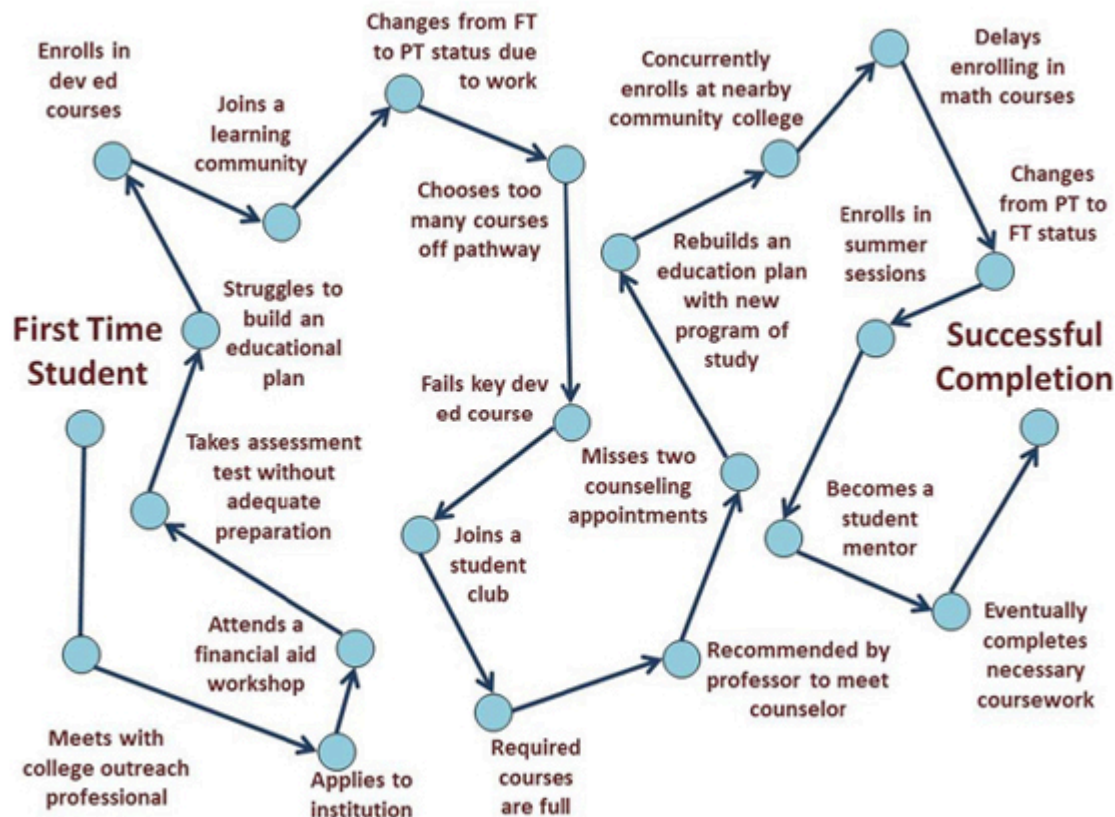 First Time
Student
Meets with
college outreach
professional
Applies to
institution
Attends a
financial aid
workshop
Takes assessment
test without
adequate
preparation
Struggles to
build an
educational
plan
Enrolls in
dev ed
courses
Joins a
learning
community
Changes from FT
to PT status due
to work
Chooses too
many courses
off pathway
Fails key dev
ed course
Joins a
student
club
Required
courses
are full
Recommended by
professor to meet
counselor
Misses two
counseling
appointments
Rebuilds an
education plan
with new
program of
study
Concurrently
enrolls at nearby
community college
Delays
enrolling in
math courses
Changes
from PT to
FT status
Enrolls in
summer
sessions
Becomes a
student
mentor
Eventually
completes
necessary
coursework
Successful
Completion